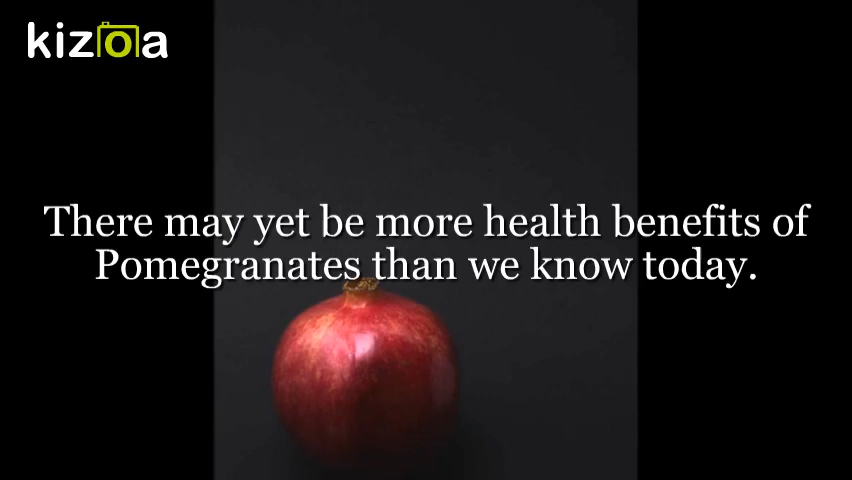 kizoa
There may yet be more health benefits of
Pomegranates than we know today.